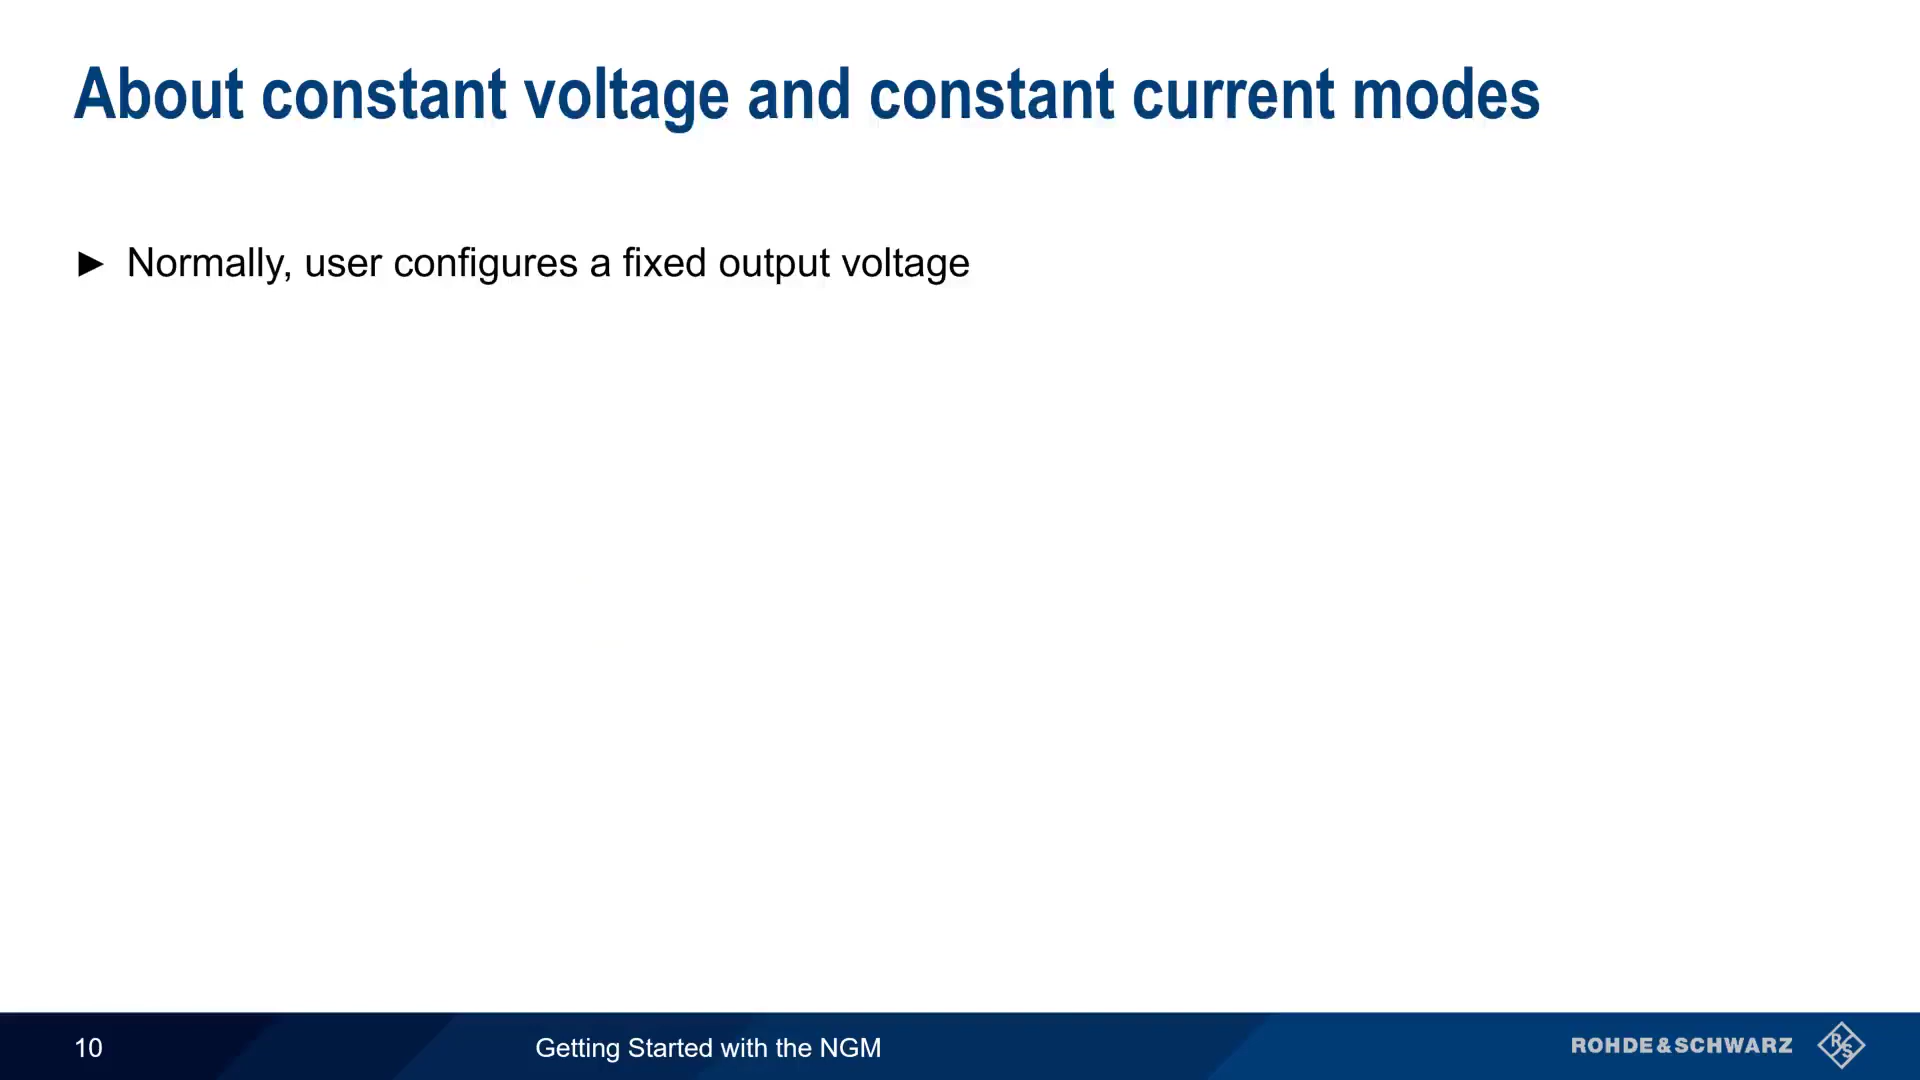 About constant voltage and constant current modes
► Normally, user configures a fixed output voltage
10
Getting Started with the NGM
ROHDE&SCHWARZ
R S